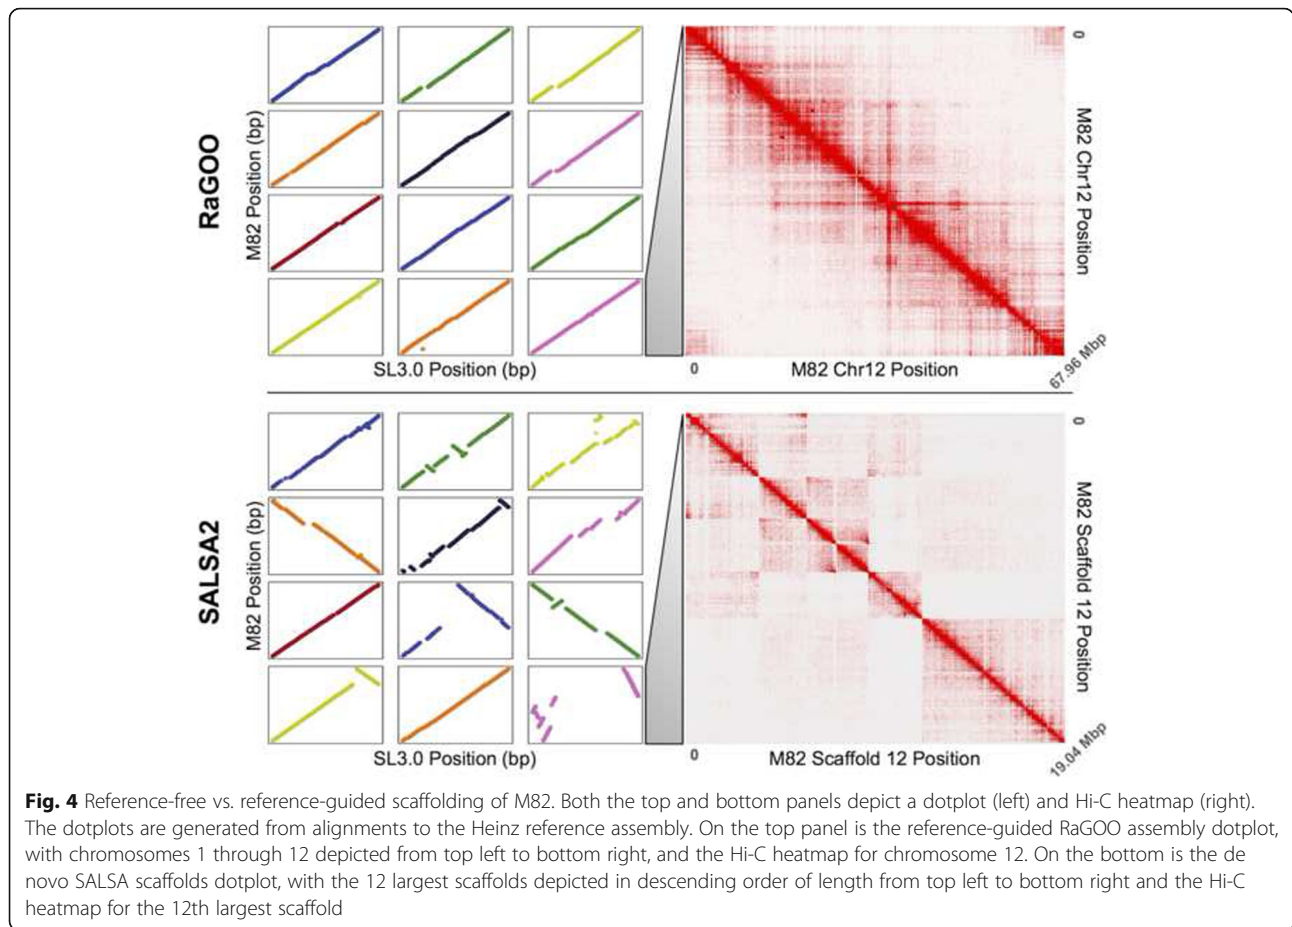 RaGOO
M82 Position (bp)
SL3.0 Position (bp)
0
M82 Chr12 Position
67.96 Mbp
0
M82 Chr12 Position
SALSA2
M82 Position (bp)
SL3.0 Position (bp)
0
M82 Scaffold 12 Position
19.04 Mbp
0
M82 Scaffold 12 Position
Fig. 4 Reference-free vs. reference-guided scaffolding of M82. Both the top and bottom panels depict a dotplot (left) and Hi-C heatmap (right).
The dotplots are generated from alignments to the Heinz reference assembly. On the top panel is the reference-guided RaGOO assembly dotplot,
with chromosomes 1 through 12 depicted from top left to bottom right, and the Hi-C heatmap for chromosome 12. On the bottom is the de
novo SALSA scaffolds dotplot, with the 12 largest scaffolds depicted in descending order of length from top left to bottom right and the Hi-C
heatmap for the 12th largest scaffold